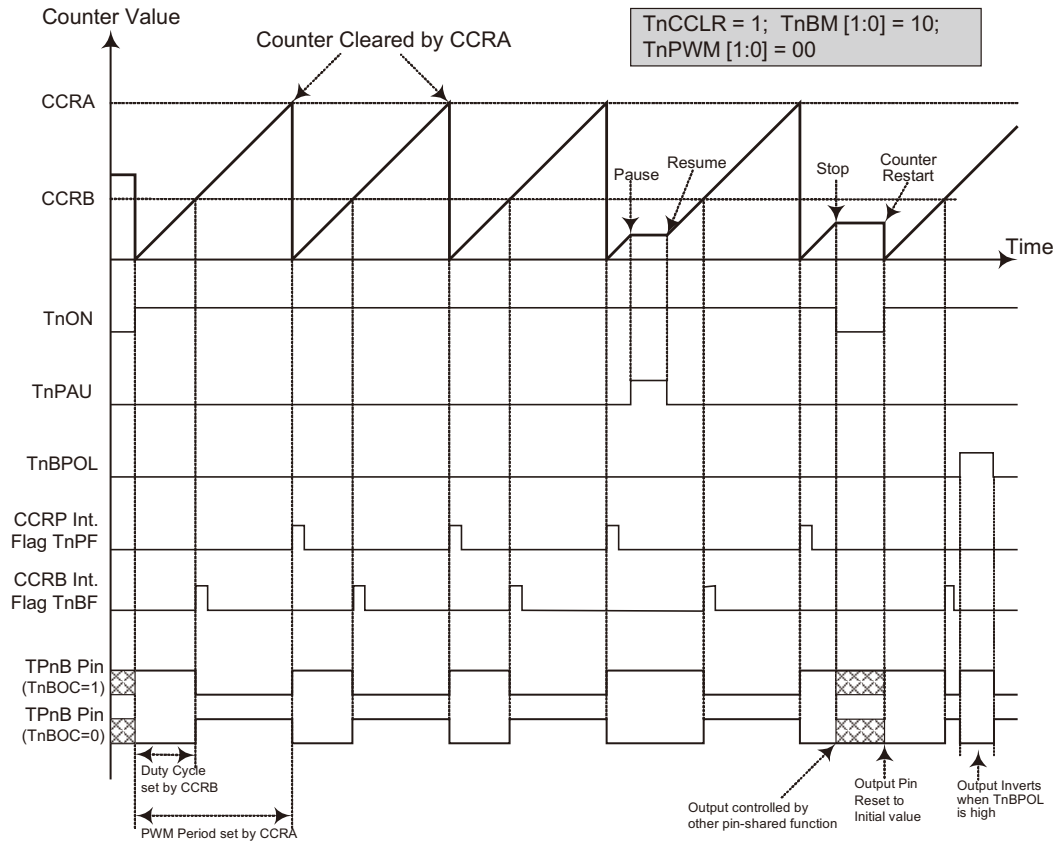 Counter Value
TnCCLR = 1; TnBM [1:0] = 10;
TnPWM [1:0] = 00
Counter Cleared by CCRA
CCRA
Pause
Resume
Stop
Counter
Restart
CCRB
Time
TnON
TnPAU
TnBPOL
CCRP Int.
Flag TnPF
CCRB Int.
Flag TnBF
TPnB Pin
(TnBOC=1)
TPnB Pin
(TnBOC=0)
Duty Cycle
set by CCRB
PWM Period set by CCRA
Output controlled by
other pin-shared function
Output Pin
Reset to
Initial value
Output Inverts
when TnBPOL
is high